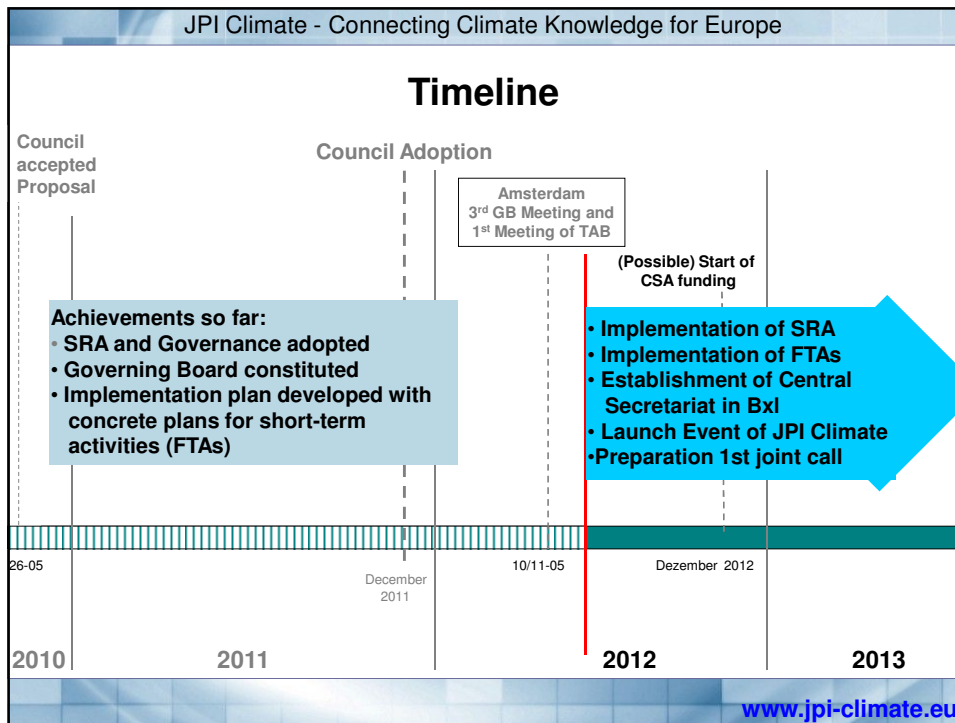 JPI Climate - Connecting Climate Knowledge for Europe
Timeline
Council
accepted
Proposal
Council Adoption
Amsterdam
3rd GB Meeting and
1st Meeting of TAB
(Possible) Start of
CSA funding
Achievements so far:
• SRA and Governance adopted
• Governing Board constituted
• Implementation plan developed with
concrete plans for short-term
activities (FTAs)
• Implementation of SRA
• Implementation of FTAs
• Establishment of Central
Secretariat in Bxl
• Launch Event of JPI Climate
•Preparation 1st joint call
26-05
December
2011
10/11-05
Dezember 2012
2010
2011
2012
2013
www.jpi-climate.eu